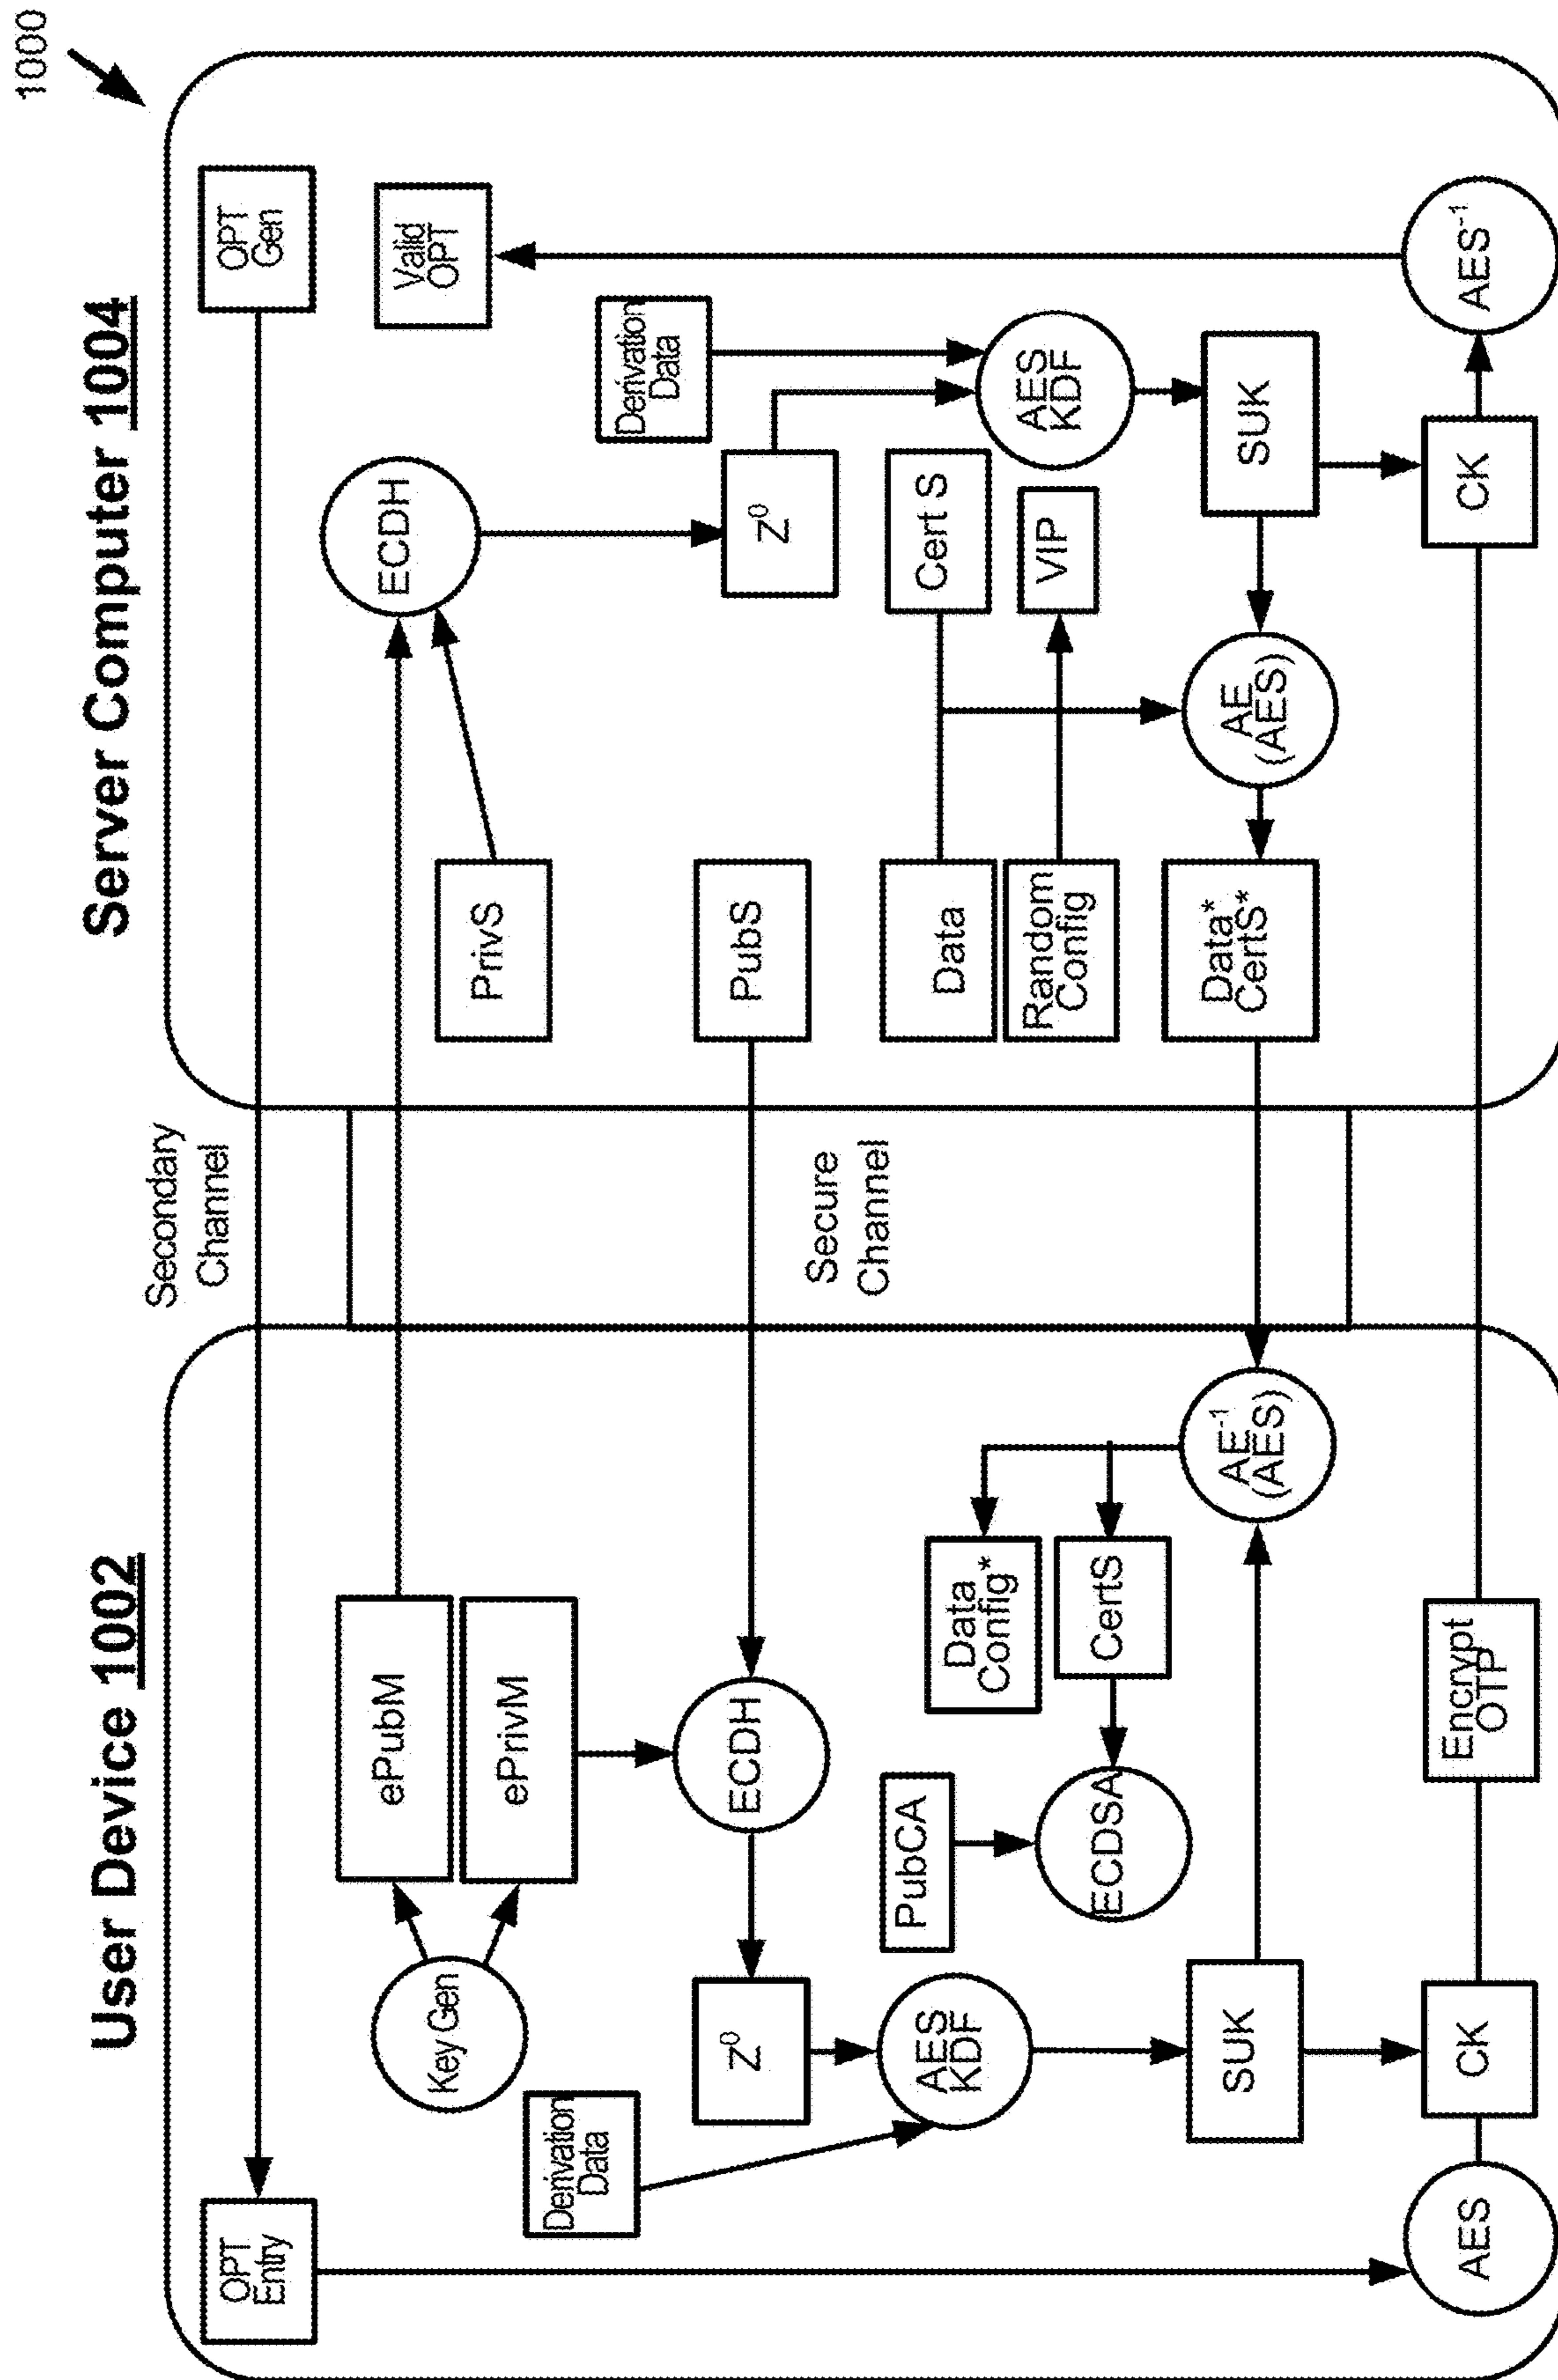 1000
User Device 1002
Server Computer 1004
OPT
Entry
Secondary
Channel
OPT
Gen
Key Gen
ePubM
ePrivM
ECDH
PrivS
Valid
OPT
Derivation
Data
Z⁰
ECDH
PubS
Z⁰
Derivation
Data
Secure
Channel
AES
KDF
PubCA
ECDSA
Data
Config*
CertS
Data
Cert S
Random
Config
VIP
AES
KDF
SUK
AE⁻¹
(AES)
Data*
CertS*
AE
(AES)
SUK
AES
CK
Encrypt
OTP
CK
AES⁻¹